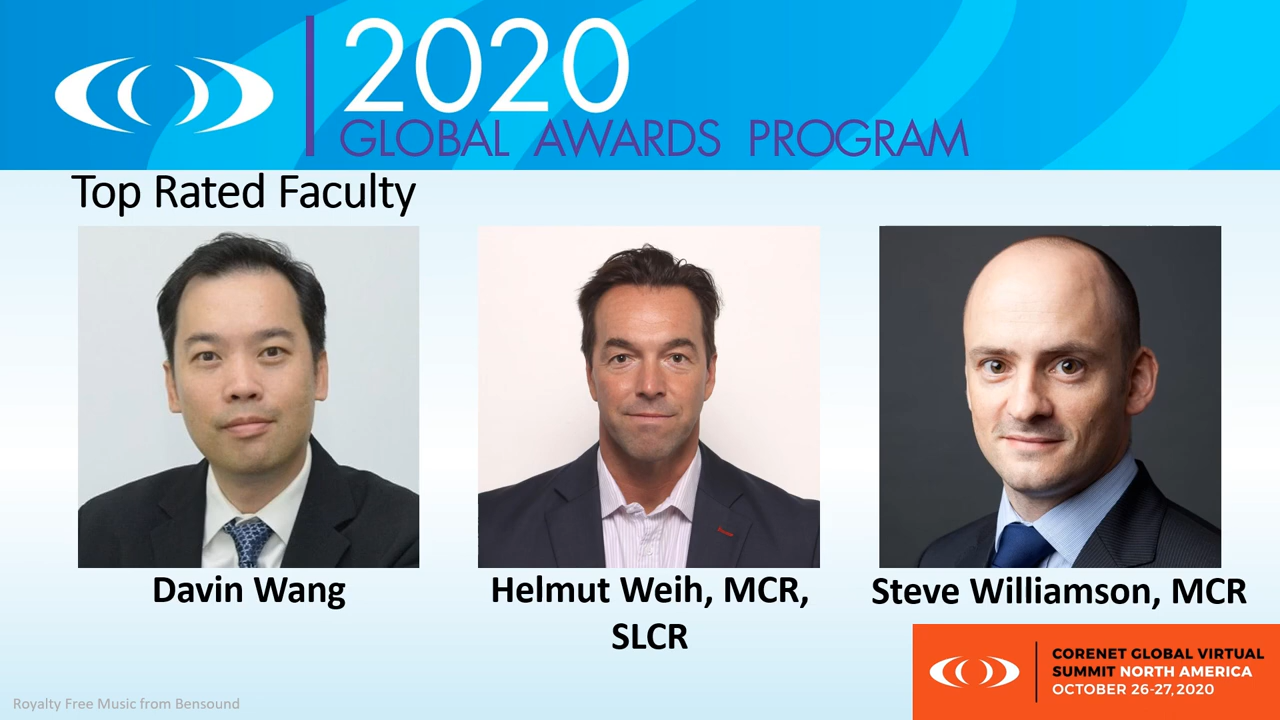 2020
GLOBAL AWARDS PROGRAM
Top Rated Faculty
Davin Wang
Helmut Weih, MCR,
SLCR
Steve Williamson, MCR
CORENET GLOBAL VIRTUAL
SUMMIT NORTH AMERICA
OCTOBER 26-27, 2020
Royalty Free Music from Bensound